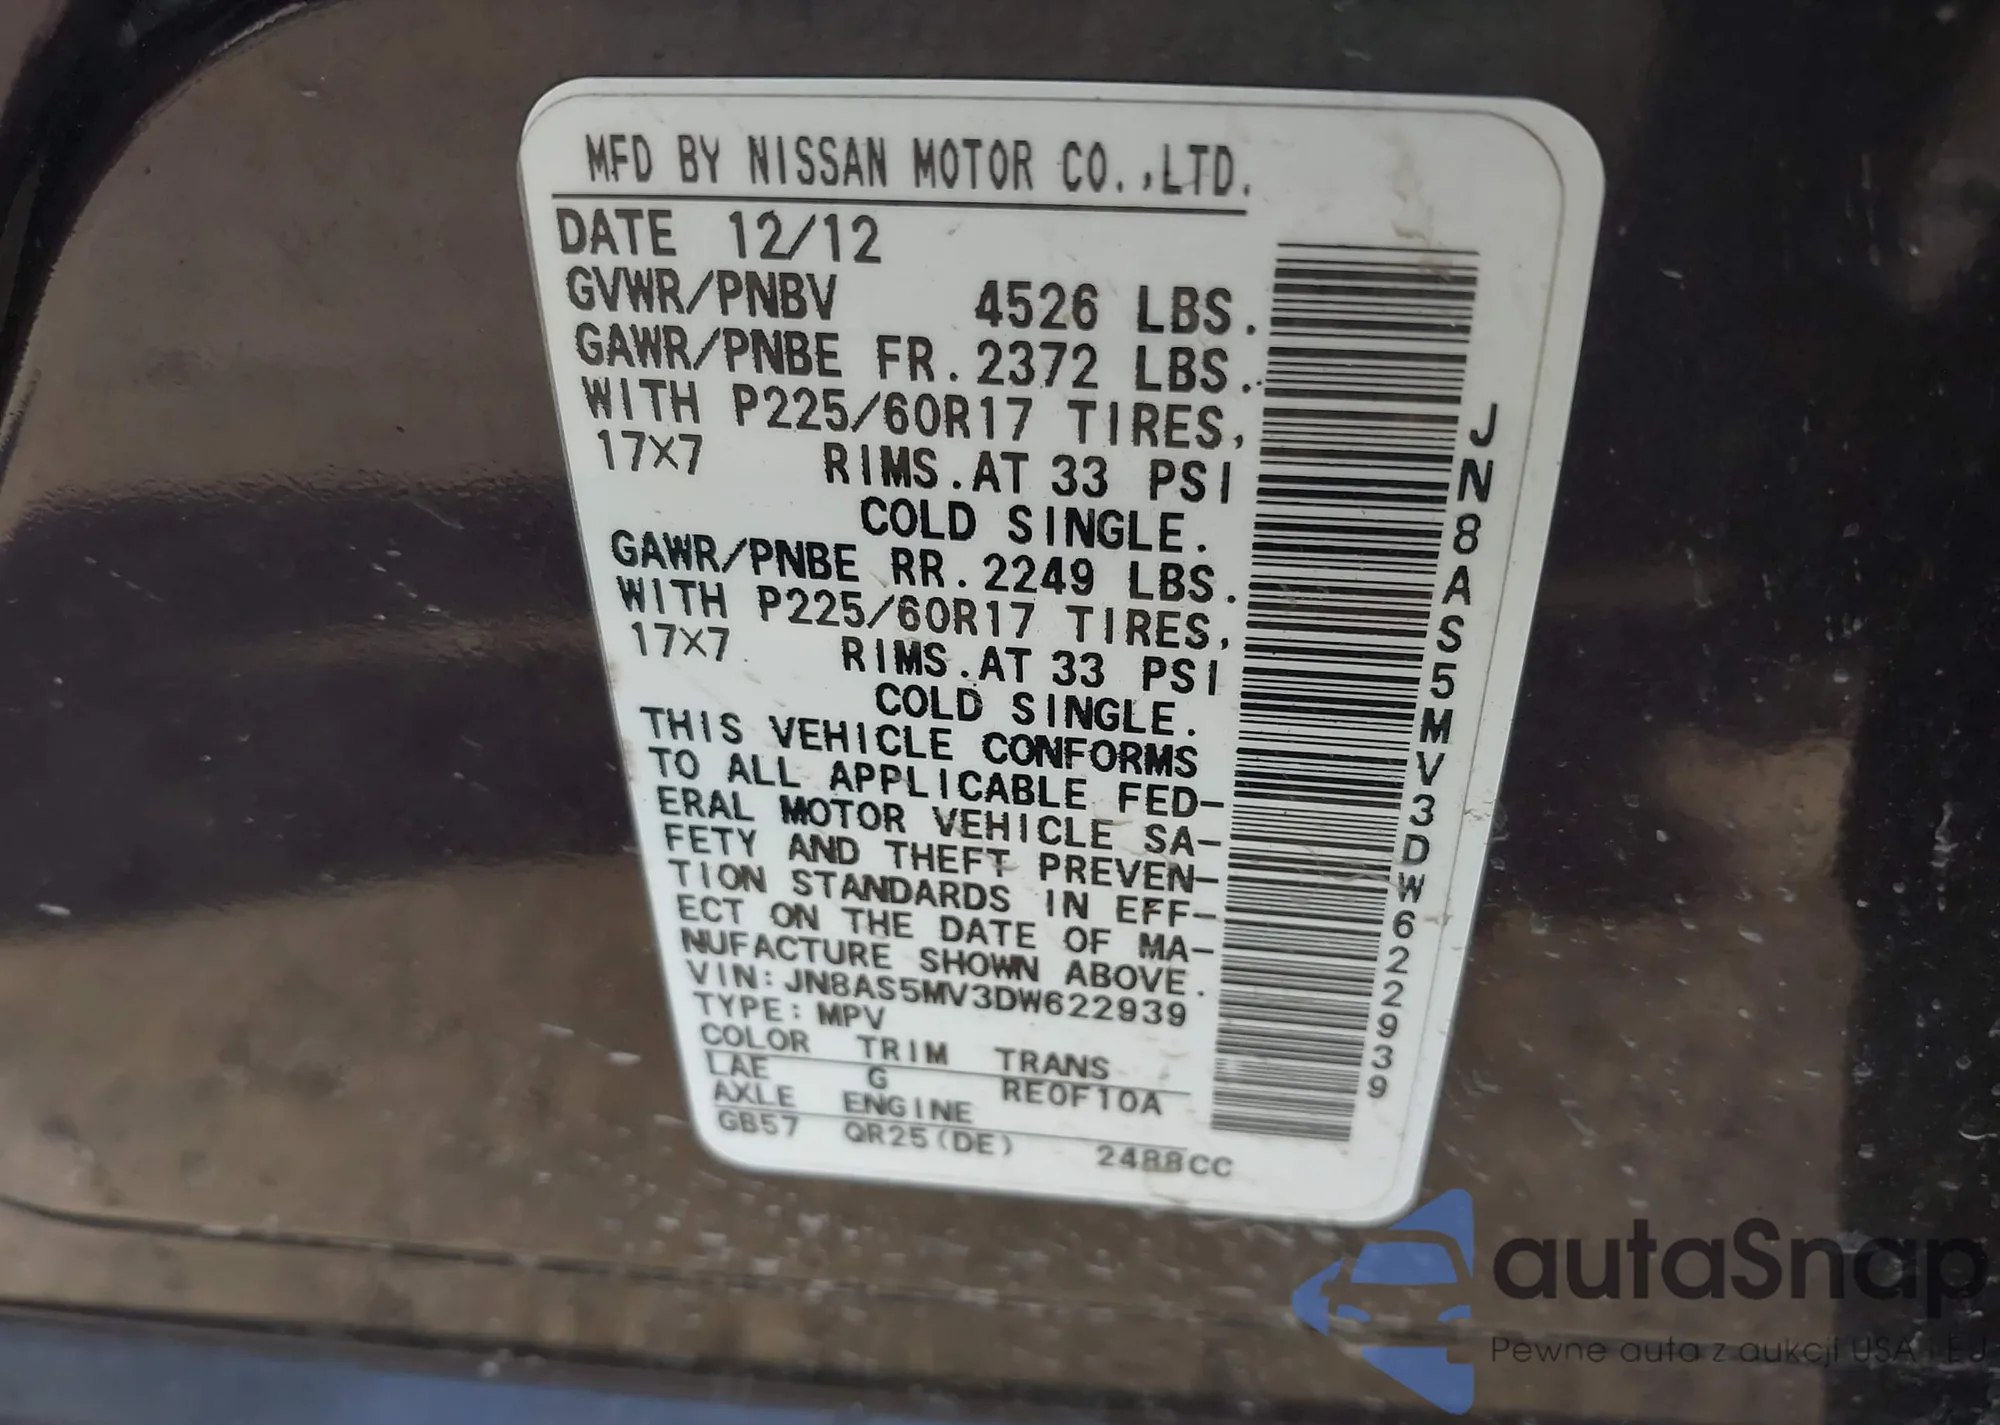 MFD BY NISSAN MOTOR CO.,LTD.
DATE 12/12
GVWR/PNBV 4526 LBS.
GAWR/PNBE FR.2372 LBS.
WITH P225/60R17 TIRES,
17X7 RIMS.AT 33 PSI
COLD SINGLE.
GAWR/PNBE RR.2249 LBS.
WITH P225/60R17 TIRES,
17X7 RIMS.AT 33 PSI
COLD SINGLE.
THIS VEHICLE CONFORMS
TO ALL APPLICABLE FED-
ERAL MOTOR VEHICLE SA-
FETY AND THEFT PREVEN-
TION STANDARDS IN EFF-
ECT ON THE DATE OF MA-
NUFACTURE SHOWN ABOVE.
VIN:JN8AS5MV3DW622939
TYPE:MPV
COLOR TRIM TRANS
LAE G RE0F10A
AXLE ENGINE
GB57 QR25(DE) 2488CC
JN8AS5MV3DW622939
autaSnap
Pewne auta z aukcji USA i EU